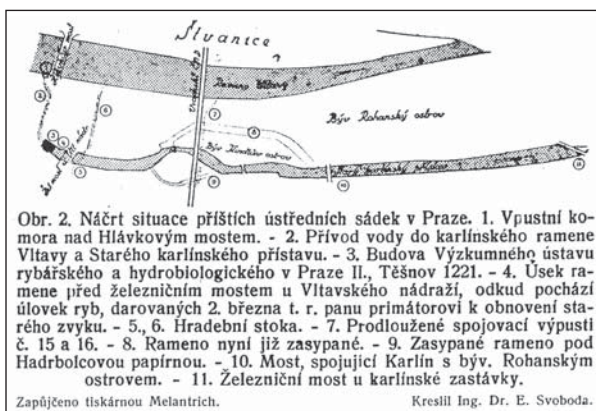 Štvanice
Rameno Vltavy
Býv. Rohanský ostrov
ostrov
Obr. 2. Náčrt situace příštích ústředních sádek v Praze. 1. Vpustní ko-
mora nad Hlávkovým mostem. - 2. Přívod vody do karlínského ramene
Vltavy a Starého karlínského přístavu. - 3. Budova Výzkumného ústavu
rybářského a hydrobiologického v Praze II., Těšnov 1221. - 4. Úsek ra-
mene před železničním mostem u Vltavského nádraží, odkud pochází
úlovek ryb, darovaných 2. března t. r. panu primátorovi k obnovení sta-
rého zvyku. - 5., 6. Hradební stoka. - 7. Prodloužené spojovací výpusti
č. 15 a 16. - 8. Rameno nyní již zasypané. - 9. Zasypané rameno pod
Hadrbolcovou papírnou. - 10. Most, spojující Karlín s býv. Rohanským
ostrovem. - 11. Železniční most u karlínské zastávky.
Zapůjčeno tiskárnou Melantrich. Kreslil Ing. Dr. E. Svoboda.